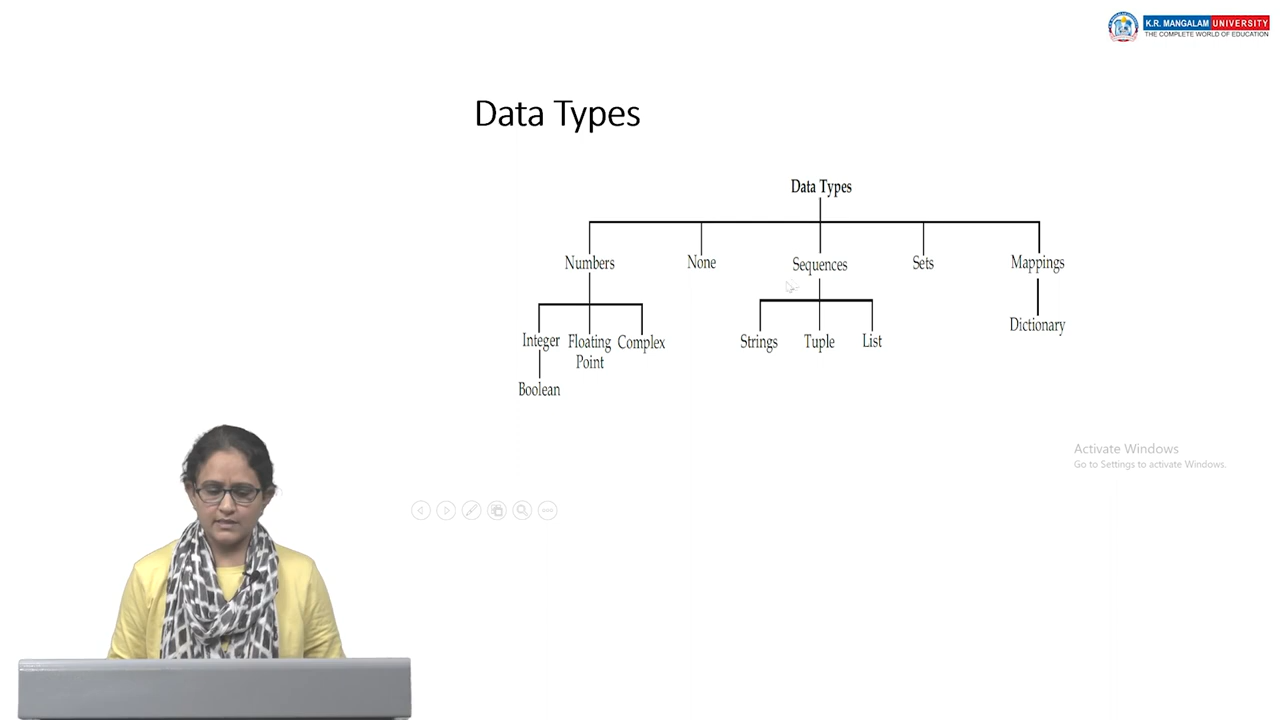 K.R. MANGALAM UNIVERSITY
THE COMPLETE WORLD OF EDUCATION
Data Types
Data Types
Numbers None Sequences Sets Mappings
Integer Floating Point Complex Strings Tuple List Dictionary
Boolean
Activate Windows
Go to Settings to activate Windows.